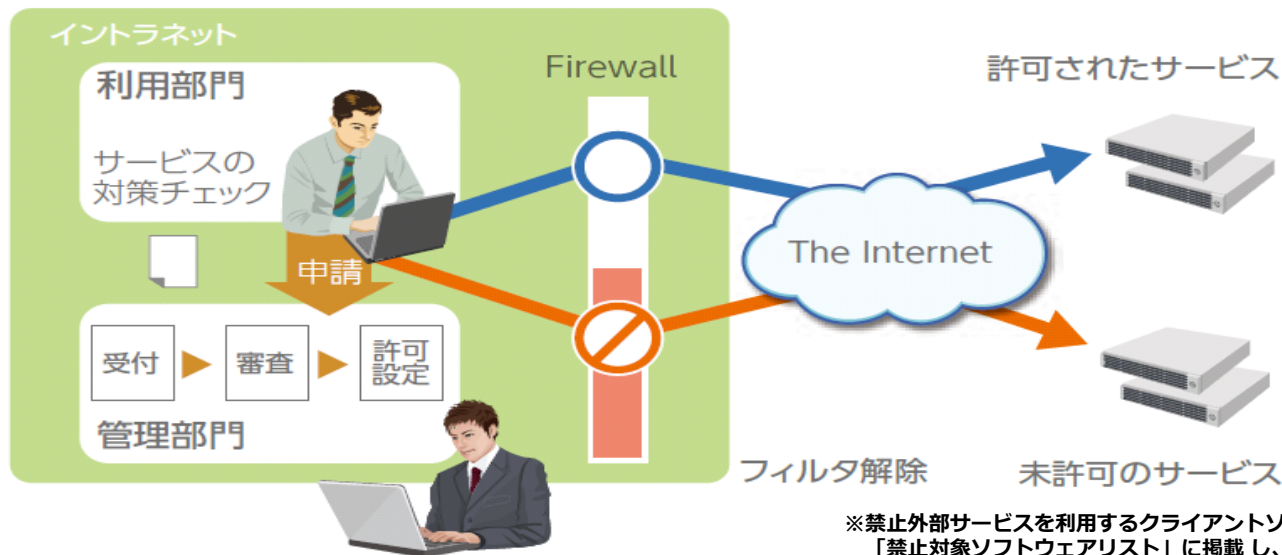 イントラネット
利用部門
サービスの
対策チェック
申請
受付
審査
許可
設定
管理部門
Firewall
The Internet
許可されたサービス
フィルタ解除
未許可のサービス
※禁止外部サービスを利用するクライアントソ
「禁止対象ソフトウェアリスト」に掲載し、